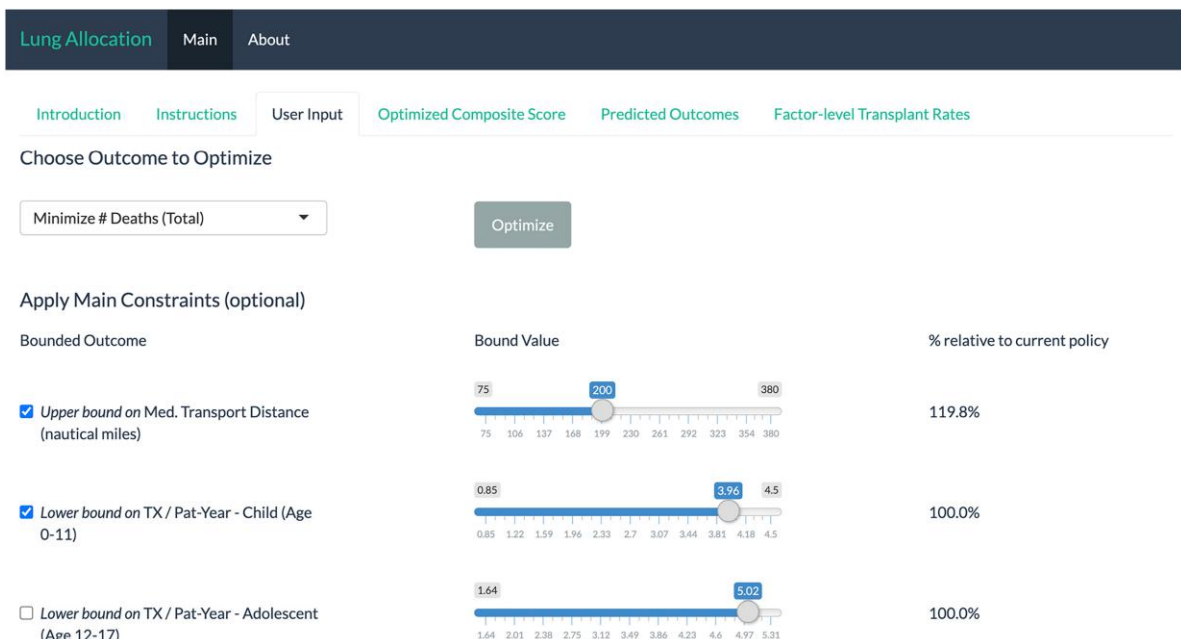 Lung Allocation Main About
Introduction Instructions User Input Optimized Composite Score Predicted Outcomes Factor-level Transplant Rates
Choose Outcome to Optimize
Minimize # Deaths (Total)
Optimize
Apply Main Constraints (optional)
Bounded Outcome Bound Value % relative to current policy
75 200 380
Upper bound on Med. Transport Distance
(nautical miles)
75 106 137 168 199 230 261 292 323 354 380
119.8%
0.85 3.96 4.5
Lower bound on TX / Pat-Year - Child (Age
0-11)
0.85 1.22 1.59 1.96 2.33 2.7 3.07 3.44 3.81 4.18 4.5
100.0%
1.64 5.02
Lower bound on TX / Pat-Year - Adolescent
(Age 12-17)
1.64 2.01 2.38 2.75 3.12 3.49 3.86 4.23 4.6 4.97 5.31
100.0%